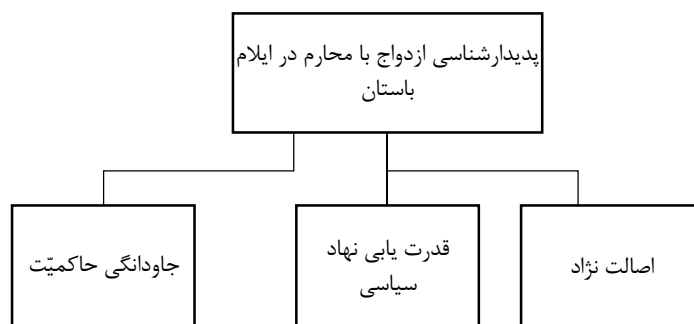 پدیدارشناسی ازدواج با محارم در ایلام
باستان
اصالت نژاد
قدرت یابی نهاد
سیاسی
جاودانگی حاکمیّت